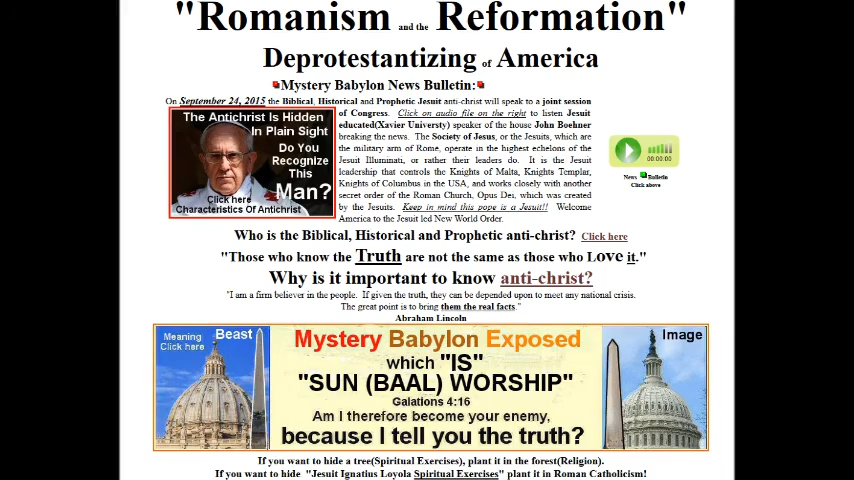 "Romanism and the Reformation"
Deprotestantizing of America
Mystery Babylon News Bulletin:
On September 24, 2015 the Biblical, Historical and Prophetic Jesuit anti-christ will speak to a joint session
of Congress. Click on audio file on the right to listen Jesuit
educated(Xavier Universty) speaker of the house John Boehner
breaking the news. The Society of Jesus, or the Jesuits, which are
the military arm of Rome, operate in the highest echelons of the
Jesuit Illuminati, or rather their leaders do. It is the Jesuit
leadership that controls the Knights of Malta, Knights Templar,
Knights of Columbus in the USA, and works closely with another
secret order of the Roman Church, Opus Dei, which was created
by the Jesuits. Keep in mind this pope is a Jesuit!! Welcome
America to the Jesuit led New World Order.
The Antichrist Is Hidden
In Plain Sight
Do You
Recognize
This
Man?
Click here
Characteristics Of Antichrist
00:00:00
News Bulletin
Click above
Who is the Biblical, Historical and Prophetic anti-christ? Click here
"Those who know the Truth are not the same as those who Love it."
Why is it important to know anti-christ?
"I am a firm believer in the people. If given the truth, they can be depended upon to meet any national crisis.
The great point is to bring them the real facts."
Abraham Lincoln
Meaning
Click here
Beast
Mystery Babylon Exposed
which "IS"
"SUN (BAAL) WORSHIP"
Galations 4:16
Am I therefore become your enemy,
because I tell you the truth?
Image
If you want to hide a tree(Spiritual Exercises), plant it in the forest(Religion).
If you want to hide "Jesuit Ignatius Loyola Spiritual Exercises" plant it in Roman Catholicism!